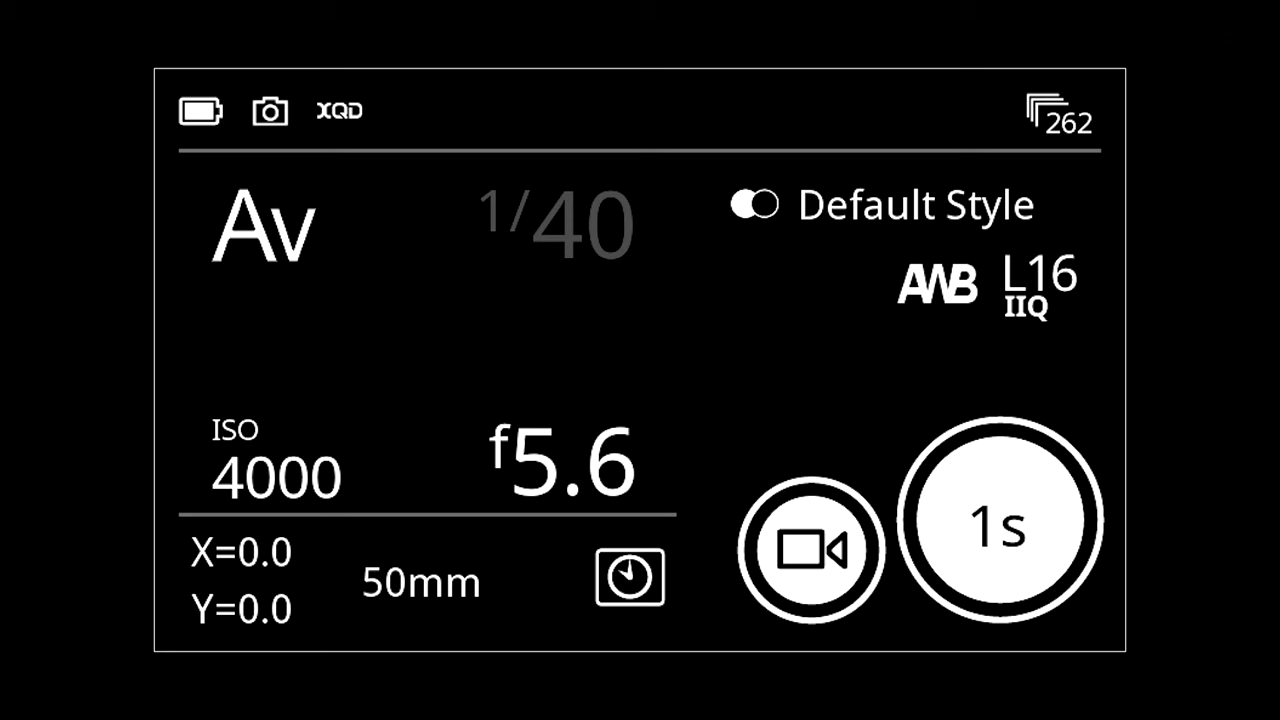 XQD
262
Av
1/40
Default Style
AWB
L16
IIQ
ISO
4000
f5.6
1s
X=0.0
Y=0.0
50mm